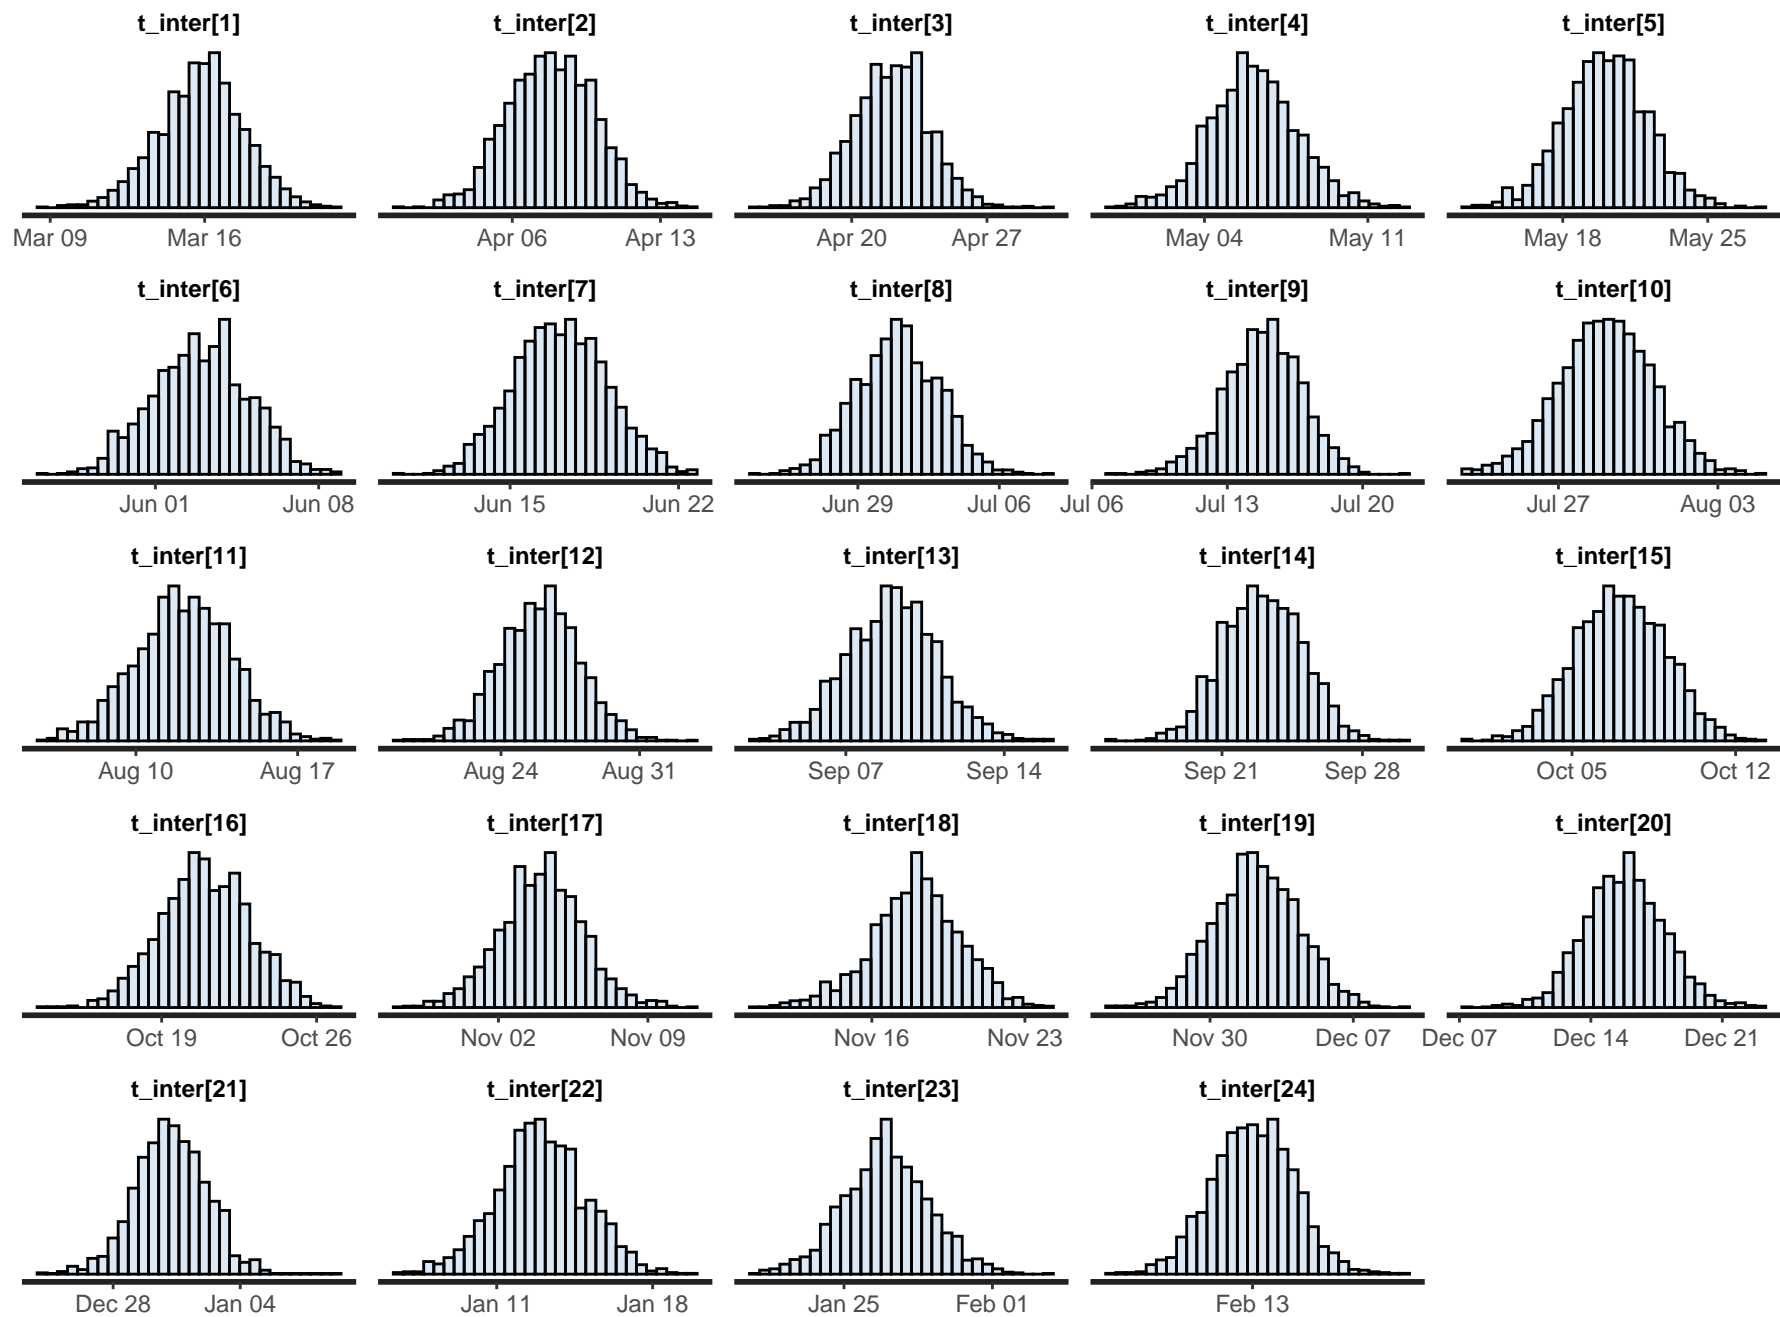 t_inter[1] t_inter[2] t_inter[3] t_inter[4] t_inter[5]
Mar 09 Mar 16 Apr 06 Apr 13 Apr 20 Apr 27 May 04 May 11 May 18 May 25
t_inter[6] t_inter[7] t_inter[8] t_inter[9] t_inter[10]
Jun 01 Jun 08 Jun 15 Jun 22 Jun 29 Jul 06 Jul 06 Jul 13 Jul 20 Jul 27 Aug 03
t_inter[11] t_inter[12] t_inter[13] t_inter[14] t_inter[15]
Aug 10 Aug 17 Aug 24 Aug 31 Sep 07 Sep 14 Sep 21 Sep 28 Oct 05 Oct 12
t_inter[16] t_inter[17] t_inter[18] t_inter[19] t_inter[20]
Oct 19 Oct 26 Nov 02 Nov 09 Nov 16 Nov 23 Nov 30 Dec 07 Dec 07 Dec 14 Dec 21
t_inter[21] t_inter[22] t_inter[23] t_inter[24]
Dec 28 Jan 04 Jan 11 Jan 18 Jan 25 Feb 01 Feb 13